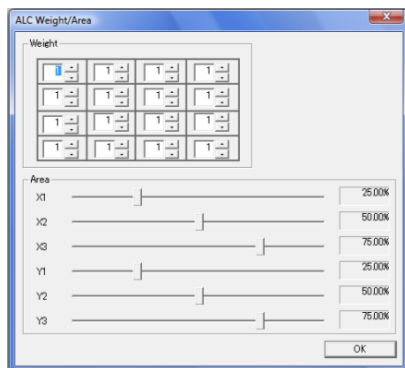 ALC Weight/Area
Weight
1 1 1 1
1 1 1 1
1 1 1 1
1 1 1 1
Area
X1 25.00%
X2 50.00%
X3 75.00%
Y1 25.00%
Y2 50.00%
Y3 75.00%
OK